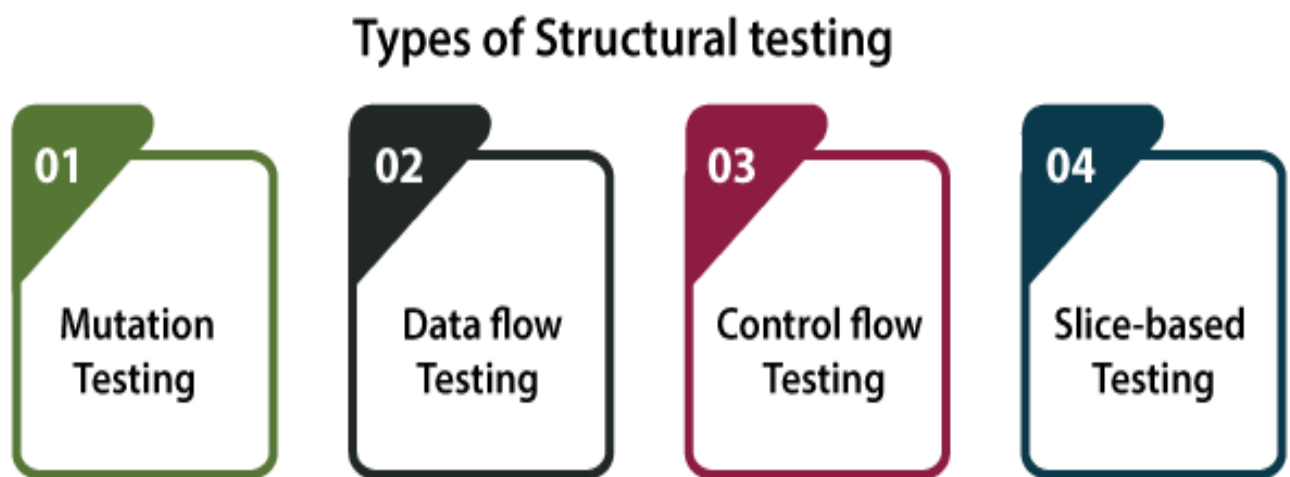 Types of Structural testing
01
Mutation
Testing
02
Data flow
Testing
03
Control flow
Testing
04
Slice-based
Testing